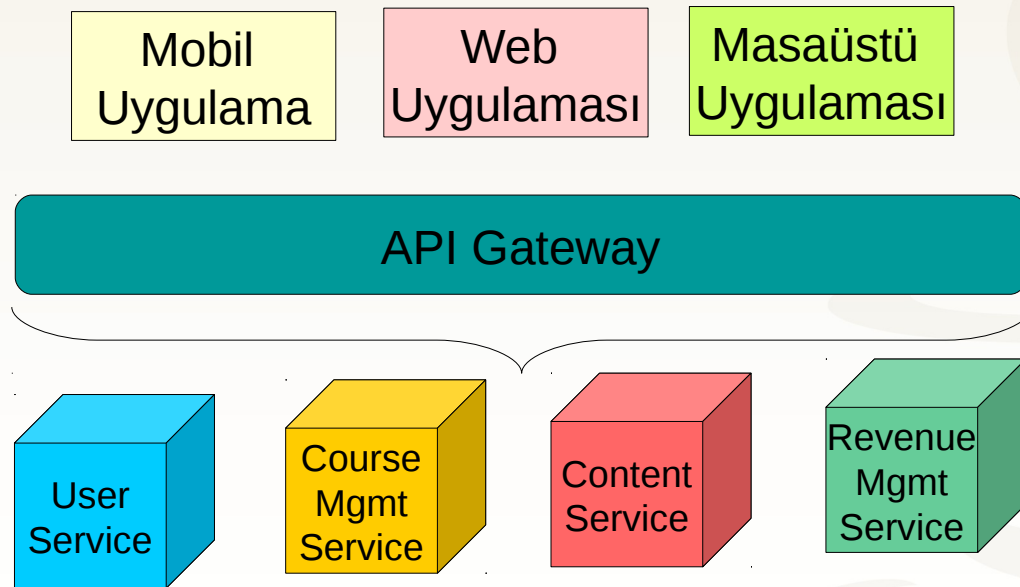 Mobil
Uygulama
Web
Uygulaması
Masaüstü
Uygulaması
API Gateway
User
Service
Course
Mgmt
Service
Content
Service
Revenue
Mgmt
Service